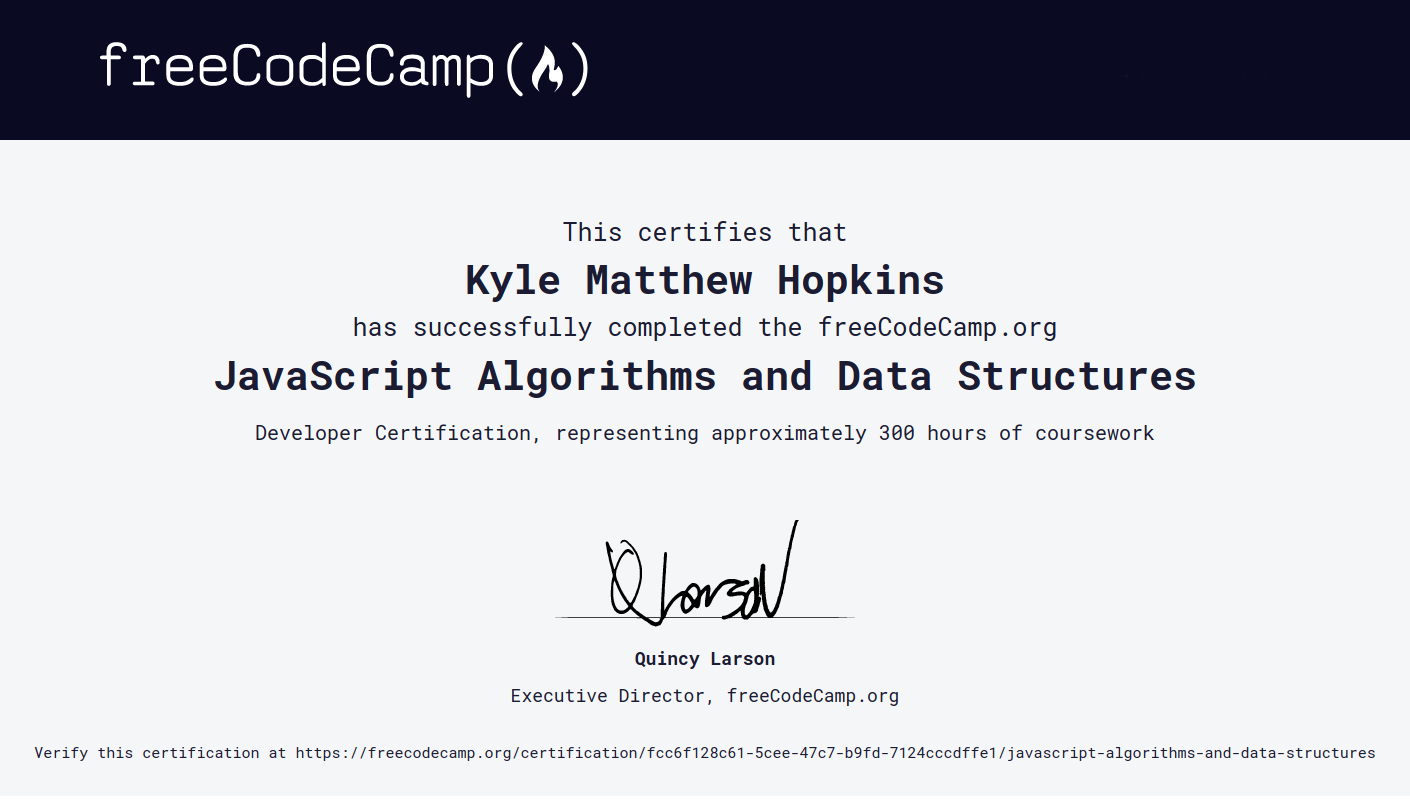 freeCodeCamp
This certifies that
Kyle Matthew Hopkins
has successfully completed the freeCodeCamp.org
JavaScript Algorithms and Data Structures
Developer Certification, representing approximately 300 hours of coursework
Q Larson
Quincy Larson
Executive Director, freeCodeCamp.org
Verify this certification at https://freecodecamp.org/certification/fcc6f128c61-5cee-47c7-b9fd-7124cccdffe1/javascript-algorithms-and-data-structures